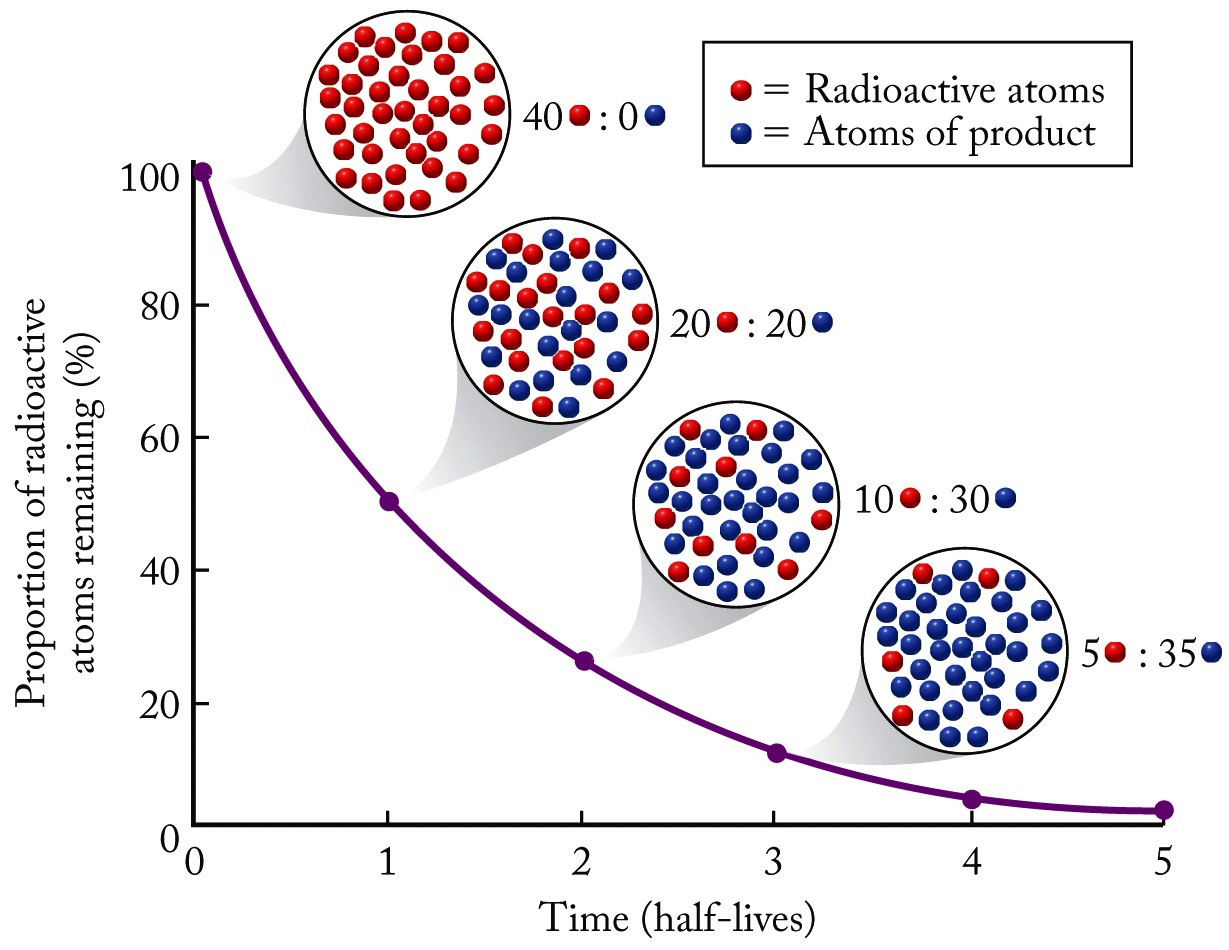 40 : 0
= Radioactive atoms
= Atoms of product
100
80
60
40
20
0
Proportion of radioactive
atoms remaining (%)
20 : 20
10 : 30
5 : 35
0 1 2 3 4 5
Time (half-lives)